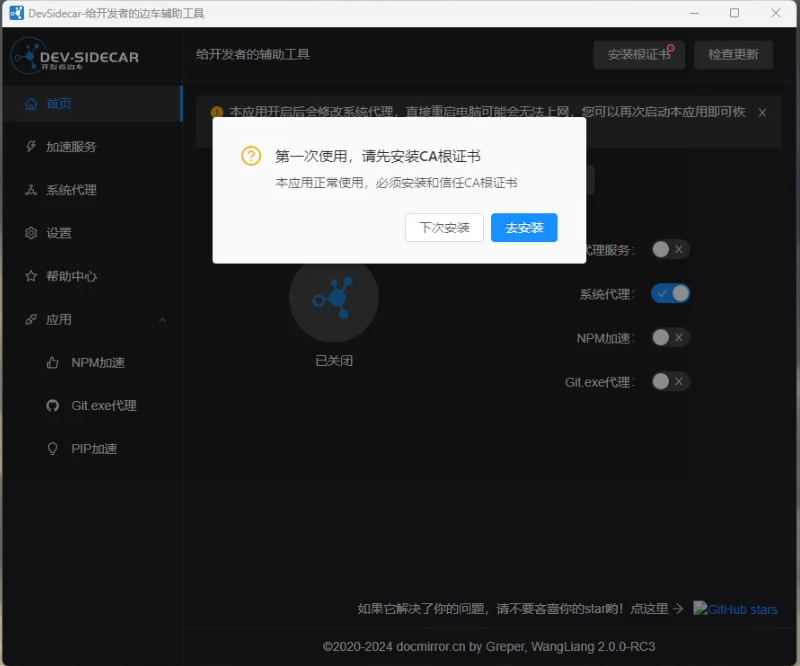 DevSidecar-给开发者的边车辅助工具
DEV-SIDECAR
开发者边车
给开发者的辅助工具
安装根证书
检查更新
首页
本应用开启后会修改系统代理，直接重启电脑可能会无法上网，您可以再次启动本应用即可恢
第一次使用，请先安装CA根证书
本应用正常使用，必须安装和信任CA根证书
下次安装
去安装
加速服务
系统代理
设置
帮助中心
应用
NPM加速
Git.exe代理
PIP加速
代理服务：
系统代理：
NPM加速：
Git.exe代理：
已关闭
如果它解决了你的问题，请不要吝啬你的star哟！点这里
GitHub stars
©2020-2024 docmirror.cn by Greper, WangLiang 2.0.0-RC3